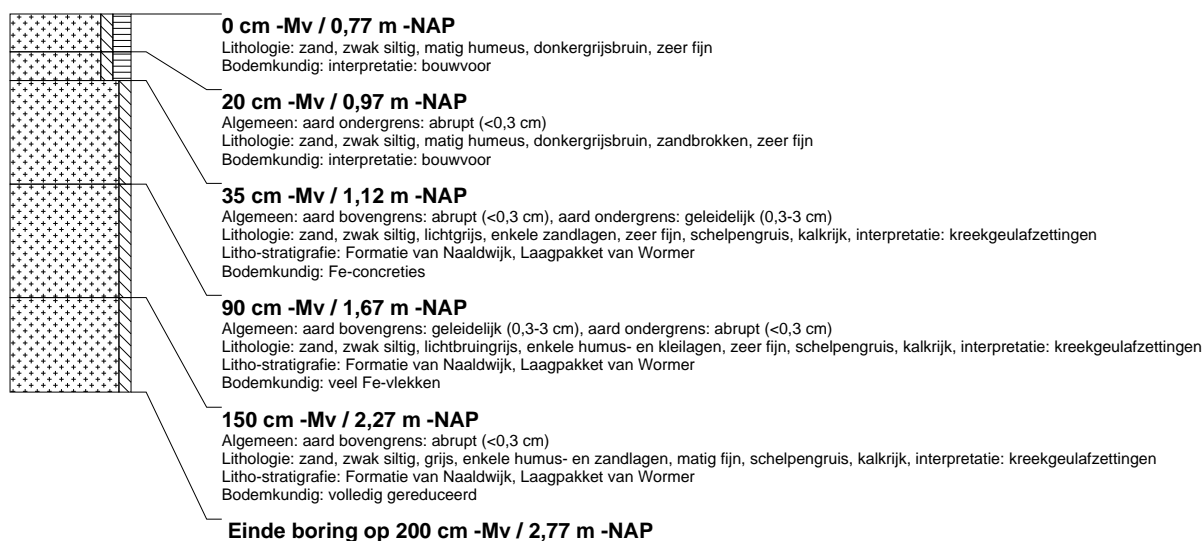 0 cm -Mv / 0,77 m -NAP
Lithologie: zand, zwak siltig, matig humeus, donkergrijsbruin, zeer fijn
Bodemkundig: interpretatie: bouwvoor
20 cm -Mv / 0,97 m -NAP
Algemeen: aard ondergrens: abrupt (<0,3 cm)
Lithologie: zand, zwak siltig, matig humeus, donkergrijsbruin, zandbrokken, zeer fijn
Bodemkundig: interpretatie: bouwvoor
35 cm -Mv / 1,12 m -NAP
Algemeen: aard bovengrens: abrupt (<0,3 cm), aard ondergrens: geleidelijk (0,3-3 cm)
Lithologie: zand, zwak siltig, lichtgrijs, enkele zandlagen, zeer fijn, schelpengruis, kalkrijk, interpretatie: kreekgeulafzettingen
Litho-stratigrafie: Formatie van Naaldwijk, Laagpakket van Wormer
Bodemkundig: Fe-concreties
90 cm -Mv / 1,67 m -NAP
Algemeen: aard bovengrens: geleidelijk (0,3-3 cm), aard ondergrens: abrupt (<0,3 cm)
Lithologie: zand, zwak siltig, lichtbruingrijs, enkele humus- en kleilagen, zeer fijn, schelpengruis, kalkrijk, interpretatie: kreekgeulafzettingen
Litho-stratigrafie: Formatie van Naaldwijk, Laagpakket van Wormer
Bodemkundig: veel Fe-vlekken
150 cm -Mv / 2,27 m -NAP
Algemeen: aard bovengrens: abrupt (<0,3 cm)
Lithologie: zand, zwak siltig, grijs, enkele humus- en zandlagen, matig fijn, schelpengruis, kalkrijk, interpretatie: kreekgeulafzettingen
Litho-stratigrafie: Formatie van Naaldwijk, Laagpakket van Wormer
Bodemkundig: volledig gereduceerd
Einde boring op 200 cm -Mv / 2,77 m -NAP